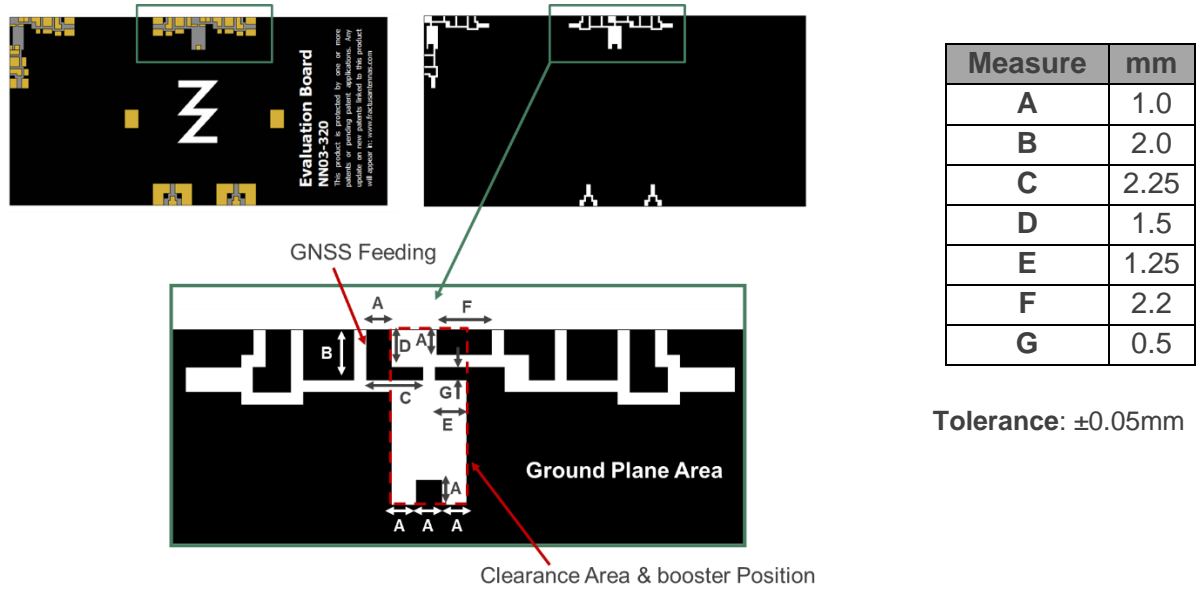 Evaluation Board
NN03-320
This product is protected by one or more
patents or pending patent applications. Any
update on new patents linked to this product
will appear in: www.fractusantennas.com
Measure mm
A 1.0
B 2.0
C 2.25
D 1.5
E 1.25
F 2.2
G 0.5
Tolerance: ±0.05mm
GNSS Feeding
A
F
B
D
A
C
G
E
Ground Plane Area
A
A A A
Clearance Area & booster Position